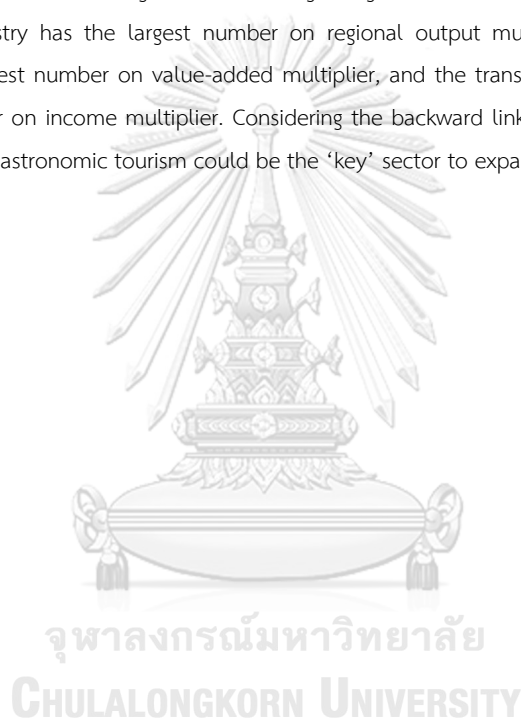 stry has the largest number on regional output mu
est number on value-added multiplier, and the trans
r on income multiplier. Considering the backward link
astronomic tourism could be the ‘key’ sector to expa
จุฬาลงกรณ์มหาวิทยาลัย
CHULALONGKORN UNIVERSITY